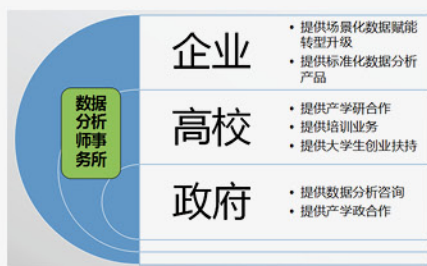 数据
分析
师事
务所
企业
• 提供场景化数据赋能
转型升级
• 提供标准化数据分析
产品
高校
• 提供产学研合作
• 提供培训业务
• 提供大学生创业扶持
政府
• 提供数据分析咨询
• 提供产学政合作